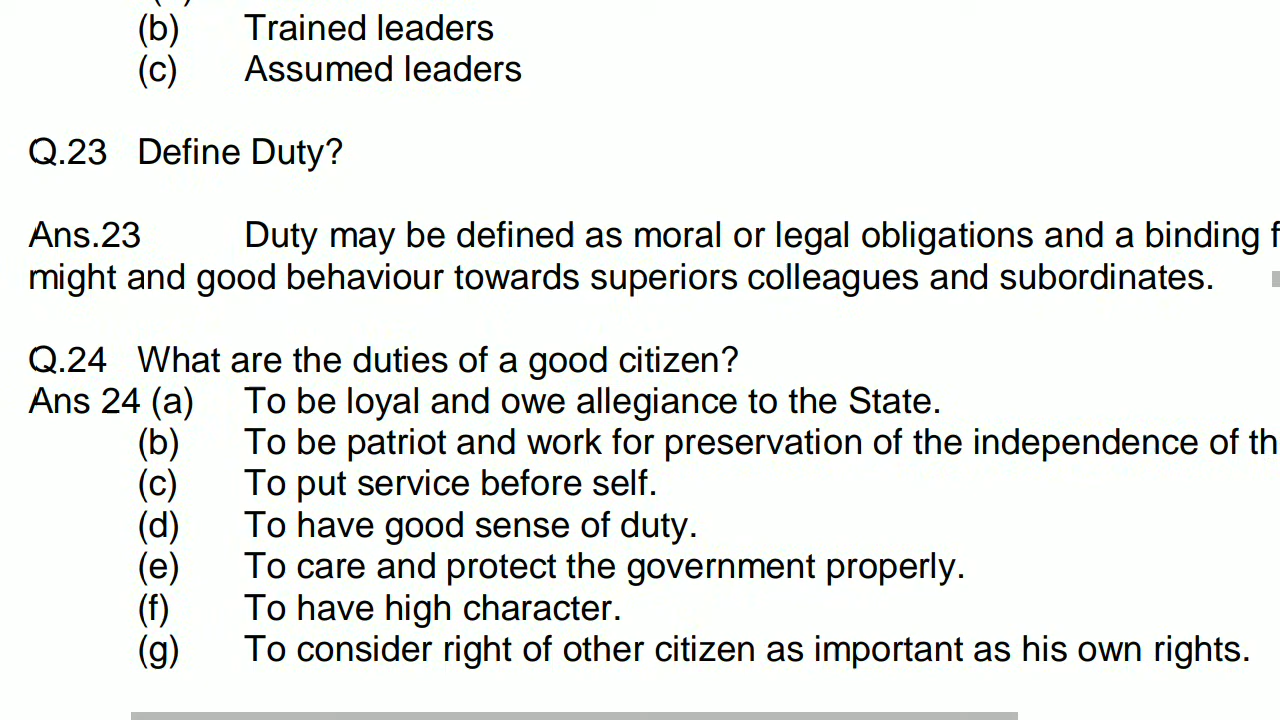 (b) Trained leaders
(c) Assumed leaders
Q.23 Define Duty?
Ans.23 Duty may be defined as moral or legal obligations and a binding
might and good behaviour towards superiors colleagues and subordinates.
Q.24 What are the duties of a good citizen?
Ans 24 (a) To be loyal and owe allegiance to the State.
(b) To be patriot and work for preservation of the independence of
(c) To put service before self.
(d) To have good sense of duty.
(e) To care and protect the government properly.
(f) To have high character.
(g) To consider right of other citizen as important as his own rights.